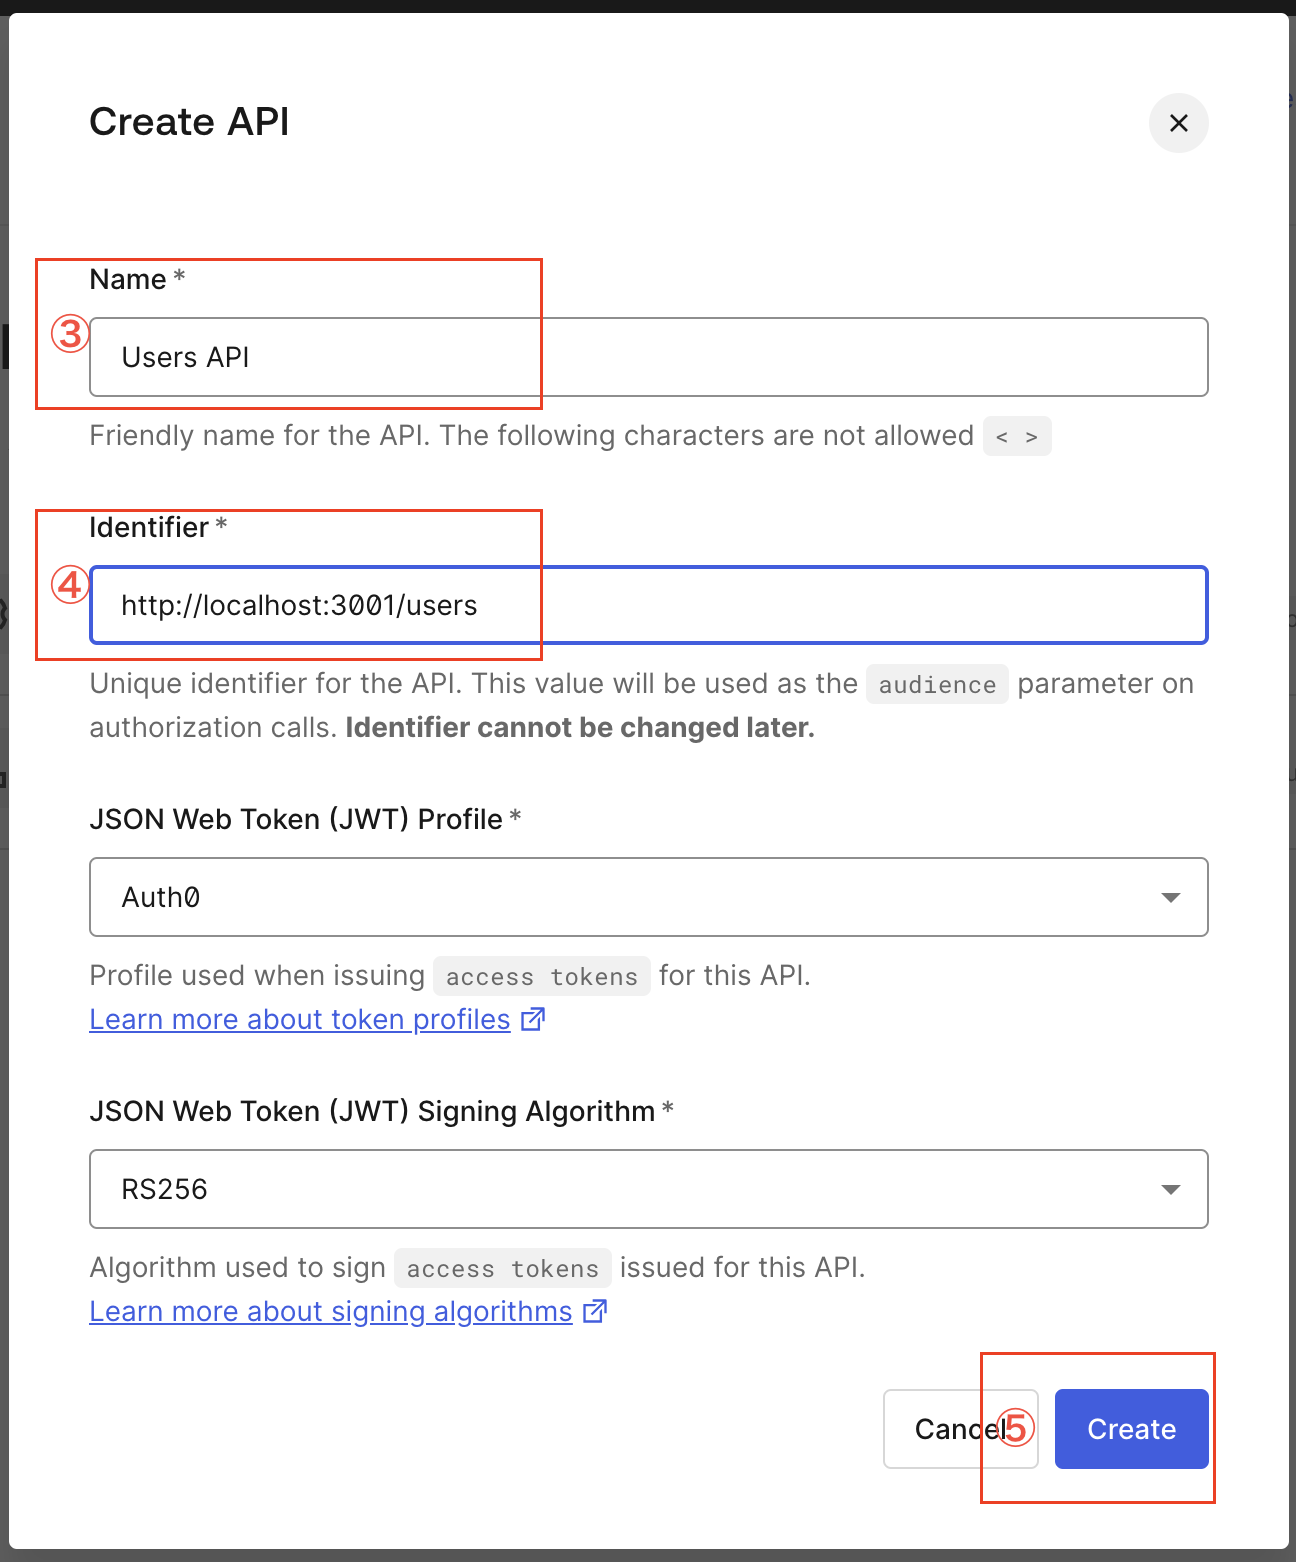 Create API
Name *
③
Users API
Friendly name for the API. The following characters are not allowed < >
Identifier *
④
http://localhost:3001/users
Unique identifier for the API. This value will be used as the audience parameter on
authorization calls. Identifier cannot be changed later.
JSON Web Token (JWT) Profile *
Auth0
Profile used when issuing access tokens for this API.
Learn more about token profiles
JSON Web Token (JWT) Signing Algorithm *
RS256
Algorithm used to sign access tokens issued for this API.
Learn more about signing algorithms
Cancel ⑤ Create